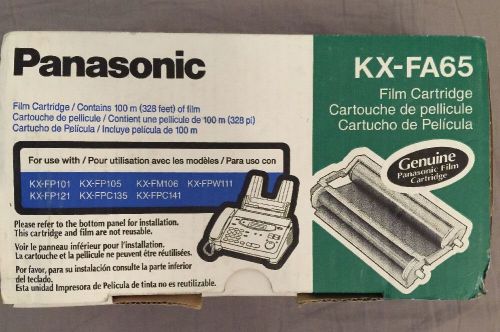 Panasonic
KX-FA65
Film Cartridge / Contains 100 m (328 feet) of film
Cartouche de pellicule / Contient une pellicule de 100 m (328 pi)
Cartucho de Película / Incluye película de 100 m
Film Cartridge
Cartouche de pellicule
Cartucho de Película
Genuine
Panasonic Film
Cartridge
For use with / Pour utilisation avec les modèles / Para uso con
KX-FP101 KX-FP105 KX-FM106 KX-FPW111
KX-FP121 KX-FPC135 KX-FPC141
Please refer to the bottom panel for installation.
This cartridge and film are not reusable.
Voir le panneau inférieur pour l'installation.
La cartouche et la pellicule ne peuvent être réutilisées.
Por favor, para su instalación consulte la parte inferior
del teclado.
Esta unidad Impresora de Película de tinta no es reutilizable.